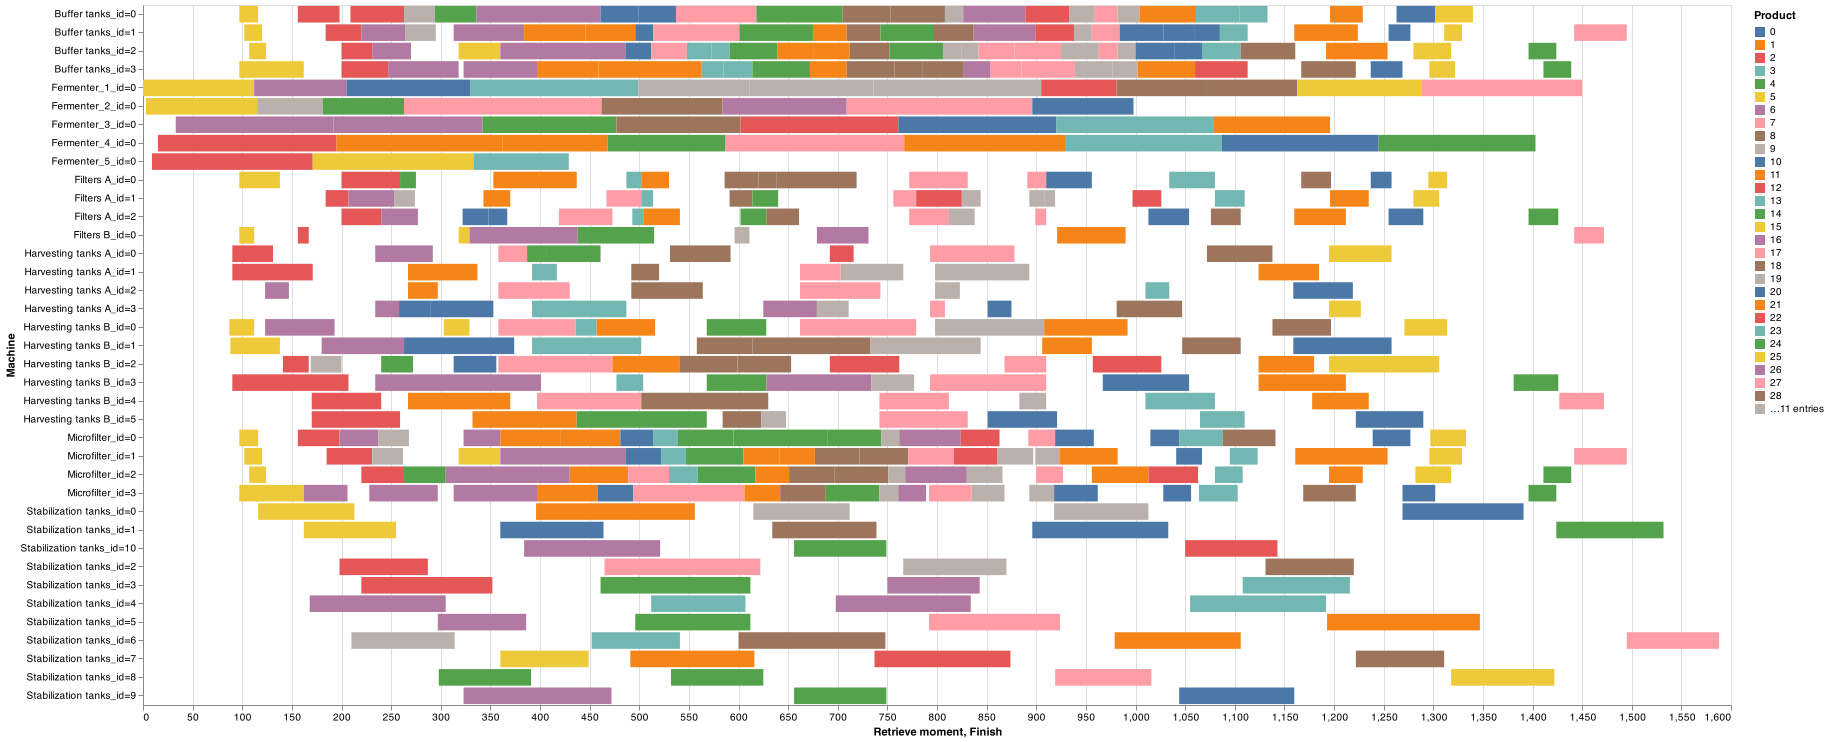 Machine
Buffer tanks_id=0
Buffer tanks_id=1
Buffer tanks_id=2
Buffer tanks_id=3
Fermenter_1_id=0
Fermenter_2_id=0
Fermenter_3_id=0
Fermenter_4_id=0
Fermenter_5_id=0
Filters A_id=0
Filters A_id=1
Filters A_id=2
Filters B_id=0
Harvesting tanks A_id=0
Harvesting tanks A_id=1
Harvesting tanks A_id=2
Harvesting tanks A_id=3
Harvesting tanks B_id=0
Harvesting tanks B_id=1
Harvesting tanks B_id=2
Harvesting tanks B_id=3
Harvesting tanks B_id=4
Harvesting tanks B_id=5
Microfilter_id=0
Microfilter_id=1
Microfilter_id=2
Microfilter_id=3
Stabilization tanks_id=0
Stabilization tanks_id=1
Stabilization tanks_id=10
Stabilization tanks_id=2
Stabilization tanks_id=3
Stabilization tanks_id=4
Stabilization tanks_id=5
Stabilization tanks_id=6
Stabilization tanks_id=7
Stabilization tanks_id=8
Stabilization tanks_id=9
0 50 100 150 200 250 300 350 400 450 500 550 600 650 700 750 800 850 900 950 1,000 1,050 1,100 1,150 1,200 1,250 1,300 1,350 1,400 1,450 1,500 1,550 1,600
Retrieve moment, Finish
Product
0
1
2
3
4
5
6
7
8
9
10
11
12
13
14
15
16
17
18
19
20
21
22
23
24
25
26
27
28
…11 entries